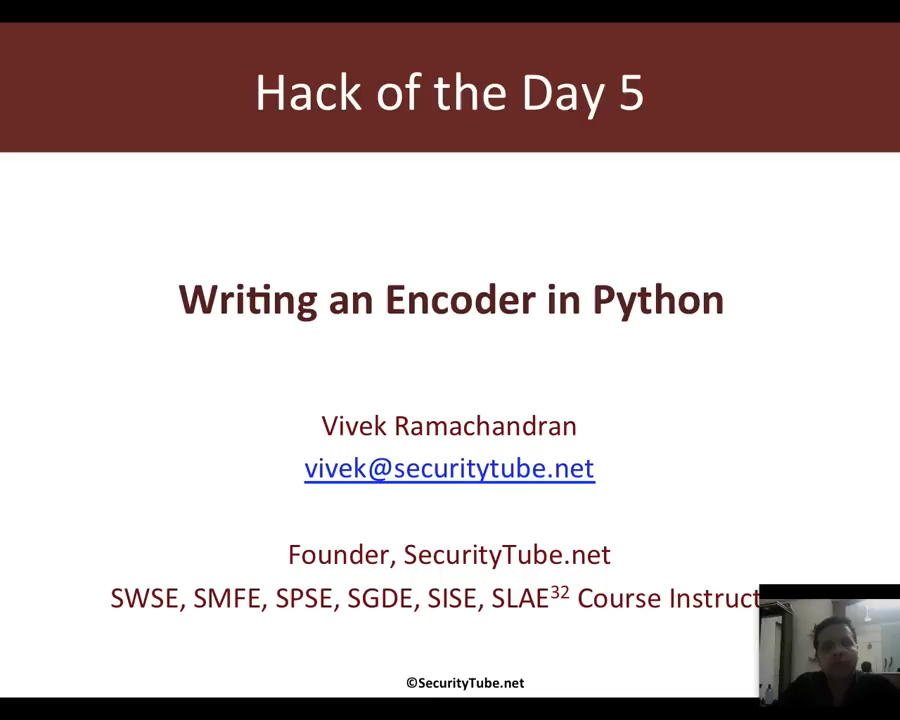 Hack of the Day 5
Writing an Encoder in Python
Vivek Ramachandran
vivek@securitytube.net
Founder, SecurityTube.net
SWSE, SMFE, SPSE, SGDE, SISE, SLAE³² Course Instruct
©SecurityTube.net